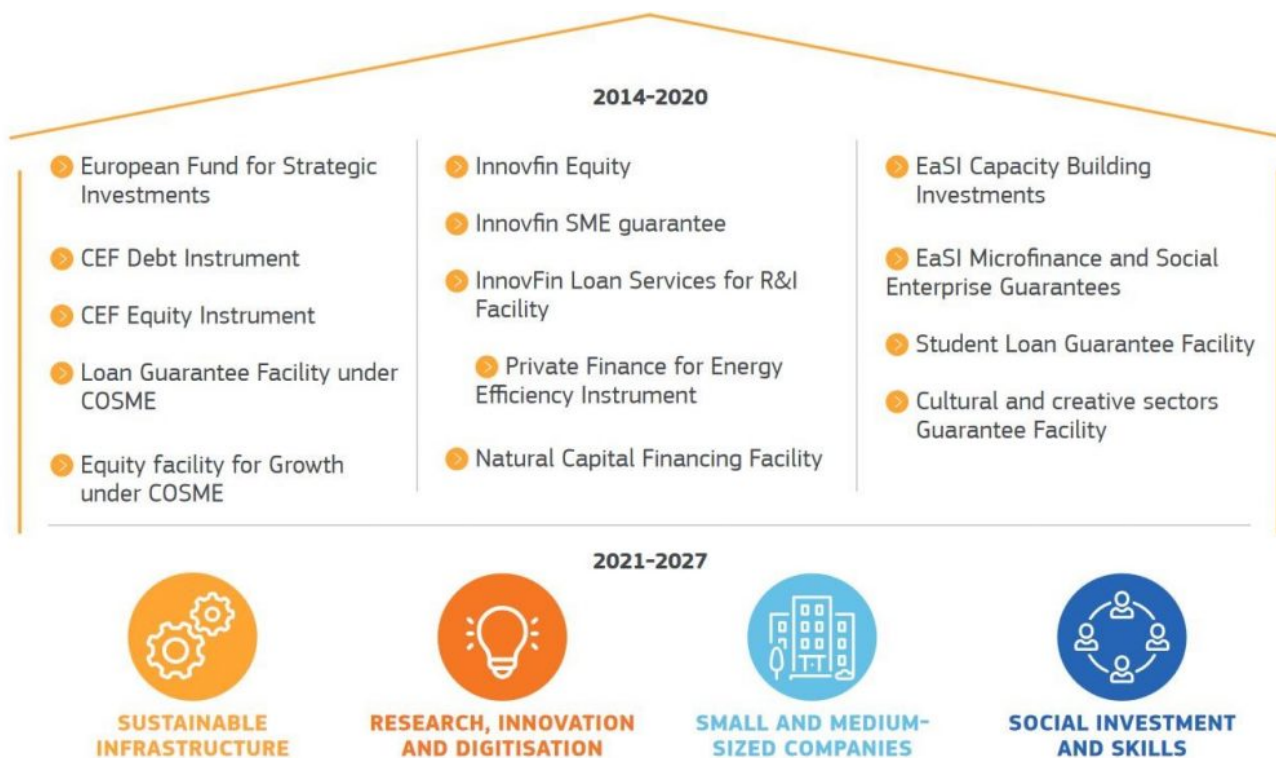 2014-2020
European Fund for Strategic
Investments
CEF Debt Instrument
CEF Equity Instrument
Loan Guarantee Facility under
COSME
Equity facility for Growth
under COSME
Innovfin Equity
Innovfin SME guarantee
InnovFin Loan Services for R&I
Facility
Private Finance for Energy
Efficiency Instrument
Natural Capital Financing Facility
EaSI Capacity Building
Investments
EaSI Microfinance and Social
Enterprise Guarantees
Student Loan Guarantee Facility
Cultural and creative sectors
Guarantee Facility
2021-2027
SUSTAINABLE
INFRASTRUCTURE
RESEARCH, INNOVATION
AND DIGITISATION
SMALL AND MEDIUM-
SIZED COMPANIES
SOCIAL INVESTMENT
AND SKILLS